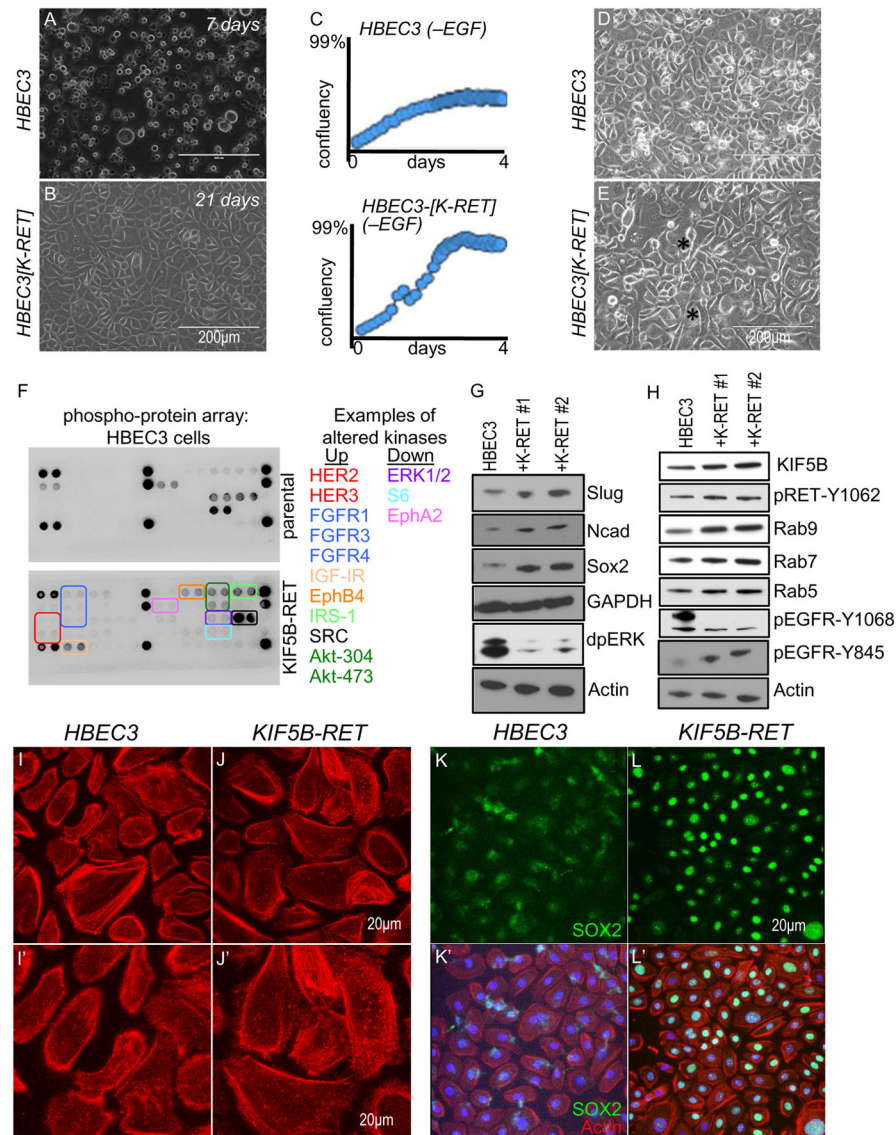 A
7 days
HBEC3
B
21 days
200µm
HBEC3[K-RET]
C
HBEC3 (–EGF)
99%
confluency
0
days
4
HBEC3-[K-RET]
(–EGF)
99%
confluency
0
days
4
D
HBEC3
E
*
*
200µm
HBEC3[K-RET]
F
phospho-protein array:
HBEC3 cells
parental
KIF5B-RET
Examples of
altered kinases
Up Down
HER2 ERK1/2
HER3 S6
FGFR1 EphA2
FGFR3
FGFR4
IGF-IR
EphB4
IRS-1
SRC
Akt-304
Akt-473
G
HBEC3
+K-RET #1
+K-RET #2
Slug
Ncad
Sox2
GAPDH
dpERK
Actin
H
HBEC3
+K-RET #1
+K-RET #2
KIF5B
pRET-Y1062
Rab9
Rab7
Rab5
pEGFR-Y1068
pEGFR-Y845
Actin
HBEC3 KIF5B-RET
I
J
20µm
I'
J'
20µm
HBEC3 KIF5B-RET
K
SOX2
L
20µm
K'
SOX2
Actin
L'